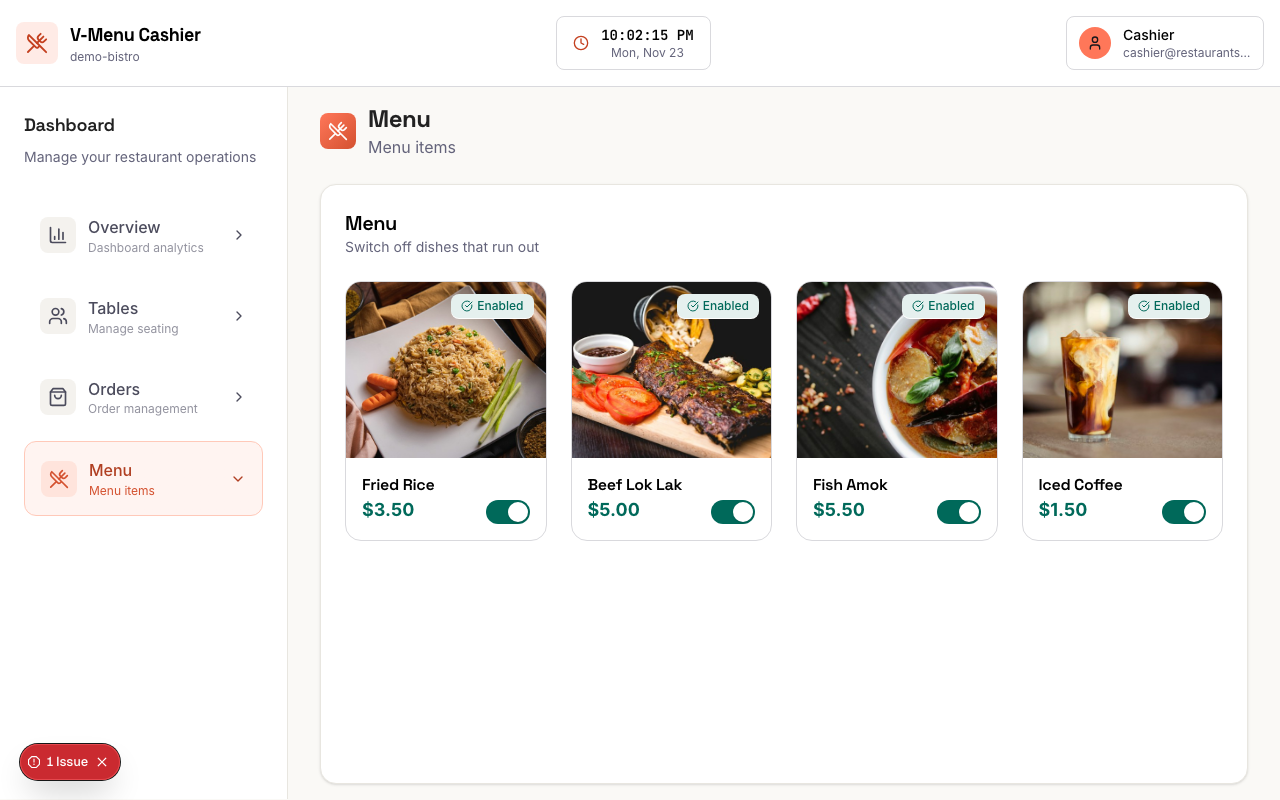 V-Menu Cashier
demo-bistro
10:02:15 PM
Mon, Nov 23
Cashier
cashier@restaurants...
Dashboard
Manage your restaurant operations
Overview
Dashboard analytics
Tables
Manage seating
Orders
Order management
Menu
Menu items
1 Issue
Menu
Menu items
Menu
Switch off dishes that run out
Enabled
Fried Rice
$3.50
Enabled
Beef Lok Lak
$5.00
Enabled
Fish Amok
$5.50
Enabled
Iced Coffee
$1.50